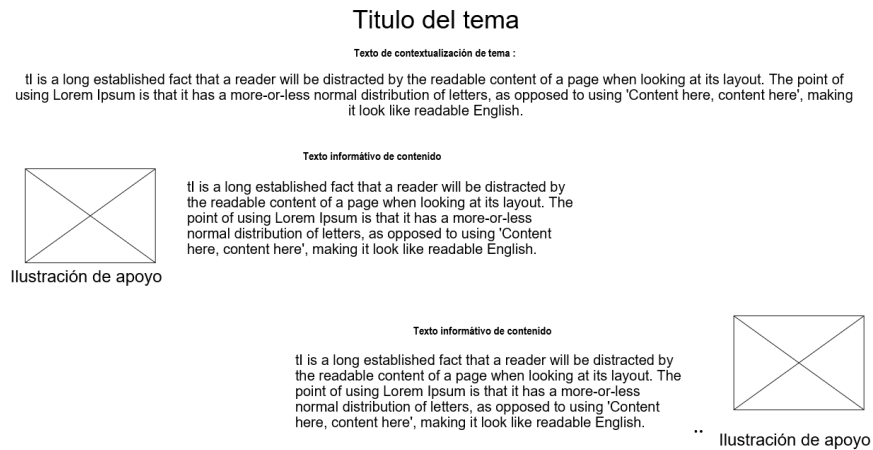 Titulo del tema
Texto de contextualización de tema :
tI is a long established fact that a reader will be distracted by the readable content of a page when looking at its layout. The point of
using Lorem Ipsum is that it has a more-or-less normal distribution of letters, as opposed to using 'Content here, content here', making
it look like readable English.
Texto informátivo de contenido
tI is a long established fact that a reader will be distracted by
the readable content of a page when looking at its layout. The
point of using Lorem Ipsum is that it has a more-or-less
normal distribution of letters, as opposed to using 'Content
here, content here', making it look like readable English.
Ilustración de apoyo
Texto informátivo de contenido
tI is a long established fact that a reader will be distracted by
the readable content of a page when looking at its layout. The
point of using Lorem Ipsum is that it has a more-or-less
normal distribution of letters, as opposed to using 'Content
here, content here', making it look like readable English.
..
Ilustración de apoyo